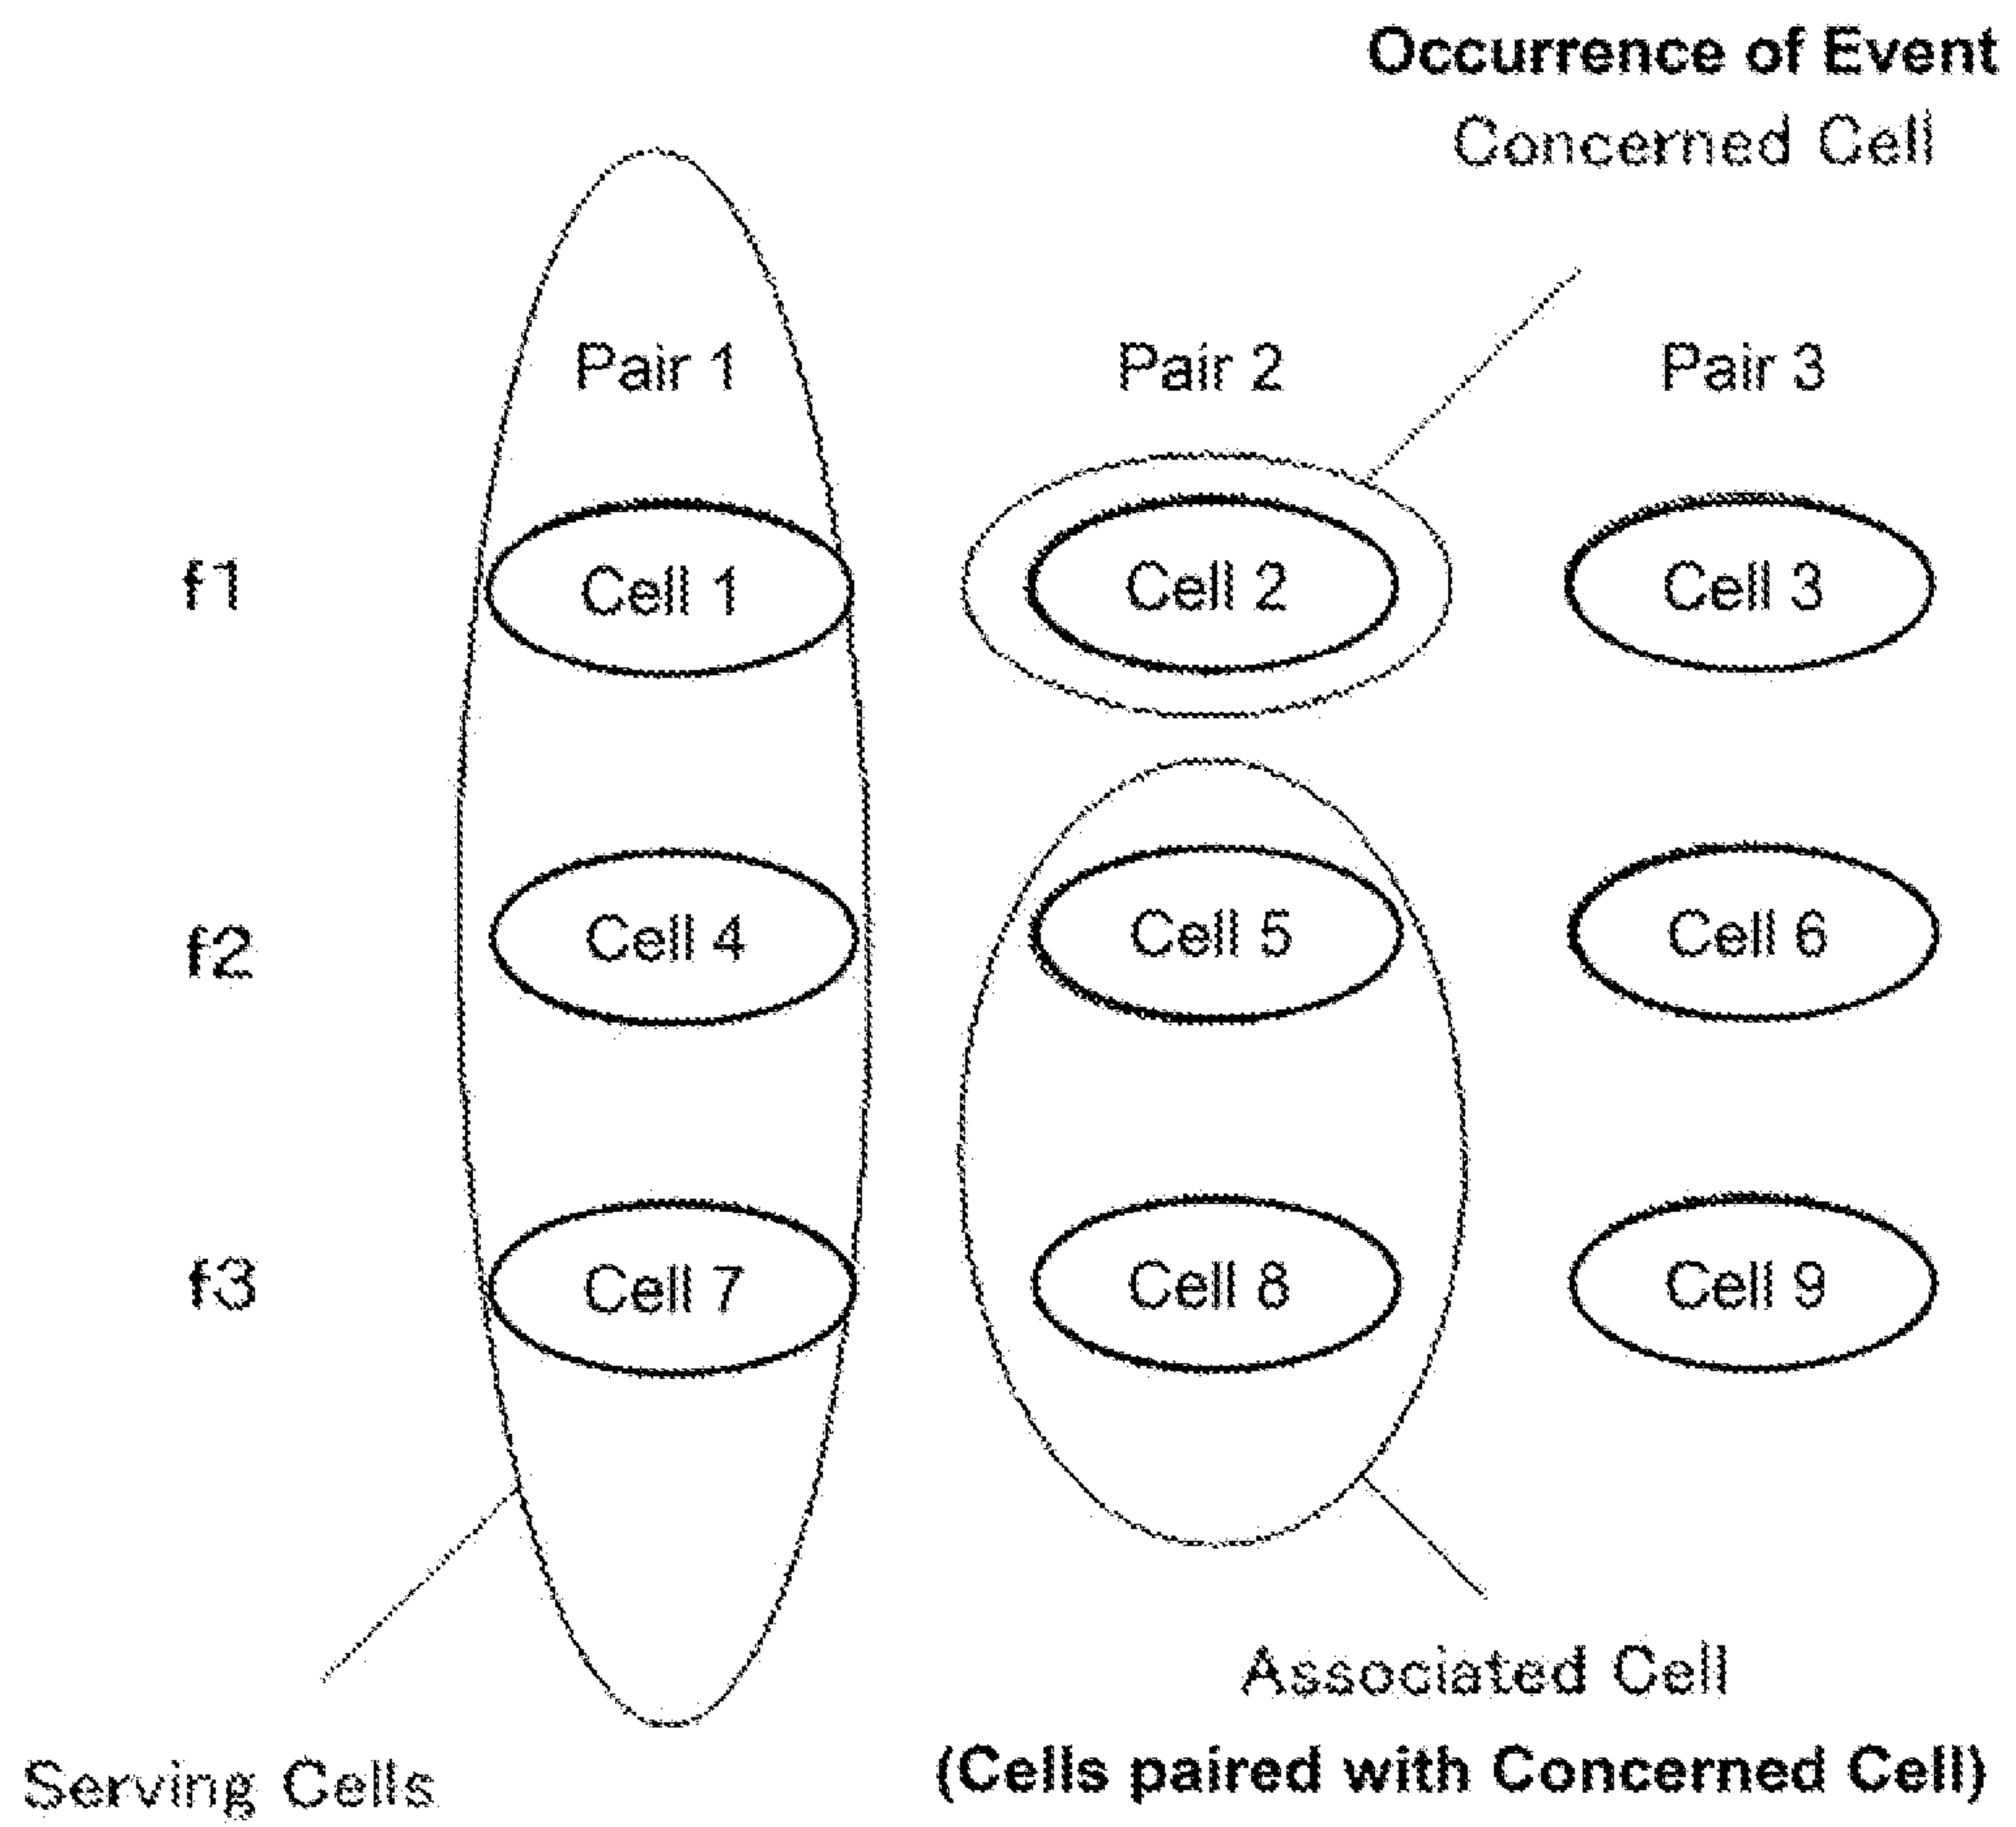 Occurrence of Event
Concerned Cell
Pair 1 Pair 2 Pair 3
f1 Cell 1 Cell 2 Cell 3
f2 Cell 4 Cell 5 Cell 6
f3 Cell 7 Cell 8 Cell 9
Associated Cell
(Cells paired with Concerned Cell)
Serving Cells